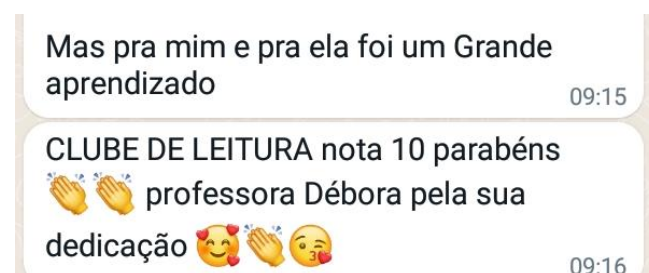 Mas pra mim e pra ela foi um Grande
aprendizado
09:15
CLUBE DE LEITURA nota 10 parabéns
👏👏 professora Débora pela sua
dedicação 🥰👏😘
09:16